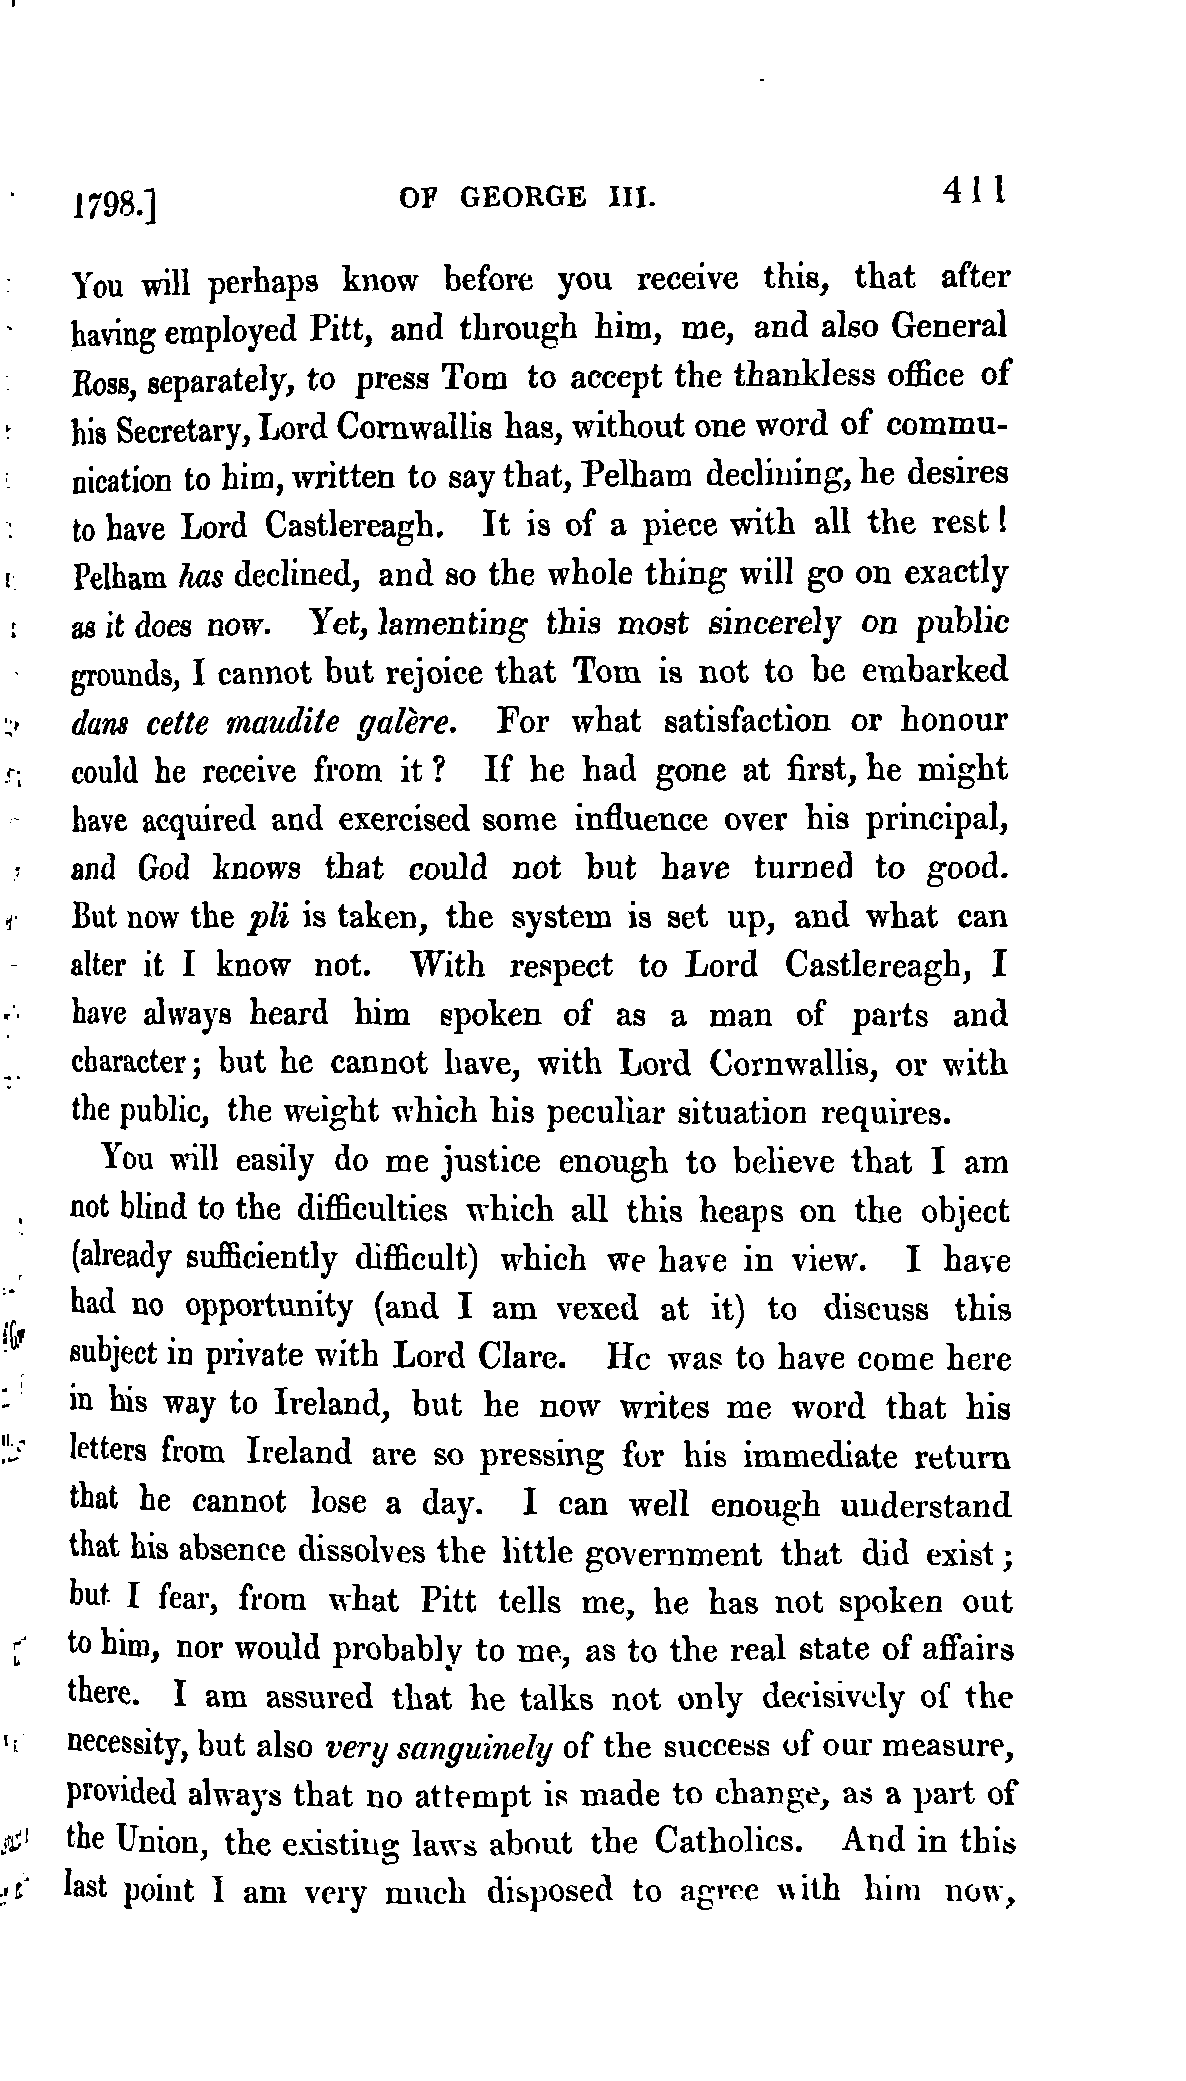 1798.] OF GEORGE III. 411
You will perhaps know before you receive this, that after
having employed Pitt, and through him, me, and also General
Ross, separately, to press Tom to accept the thankless office of
his Secretary, Lord Cornwallis has, without one word of commu-
nication to him, written to say that, Pelham declining, he desires
to have Lord Castlereagh. It is of a piece with all the rest!
Pelham has declined, and so the whole thing will go on exactly
as it does now. Yet, lamenting this most sincerely on public
grounds, I cannot but rejoice that Tom is not to be embarked
dans cette maudite galère. For what satisfaction or honour
could he receive from it? If he had gone at first, he might
have acquired and exercised some influence over his principal,
and God knows that could not but have turned to good.
But now the pli is taken, the system is set up, and what can
alter it I know not. With respect to Lord Castlereagh, I
have always heard him spoken of as a man of parts and
character; but he cannot have, with Lord Cornwallis, or with
the public, the weight which his peculiar situation requires.
You will easily do me justice enough to believe that I am
not blind to the difficulties which all this heaps on the object
(already sufficiently difficult) which we have in view. I have
had no opportunity (and I am vexed at it) to discuss this
subject in private with Lord Clare. He was to have come here
in his way to Ireland, but he now writes me word that his
letters from Ireland are so pressing for his immediate return
that he cannot lose a day. I can well enough understand
that his absence dissolves the little government that did exist;
but I fear, from what Pitt tells me, he has not spoken out
to him, nor would probably to me, as to the real state of affairs
there. I am assured that he talks not only decisively of the
necessity, but also very sanguinely of the success of our measure,
provided always that no attempt is made to change, as a part of
the Union, the existing laws about the Catholics. And in this
last point I am very much disposed to agree with him now,